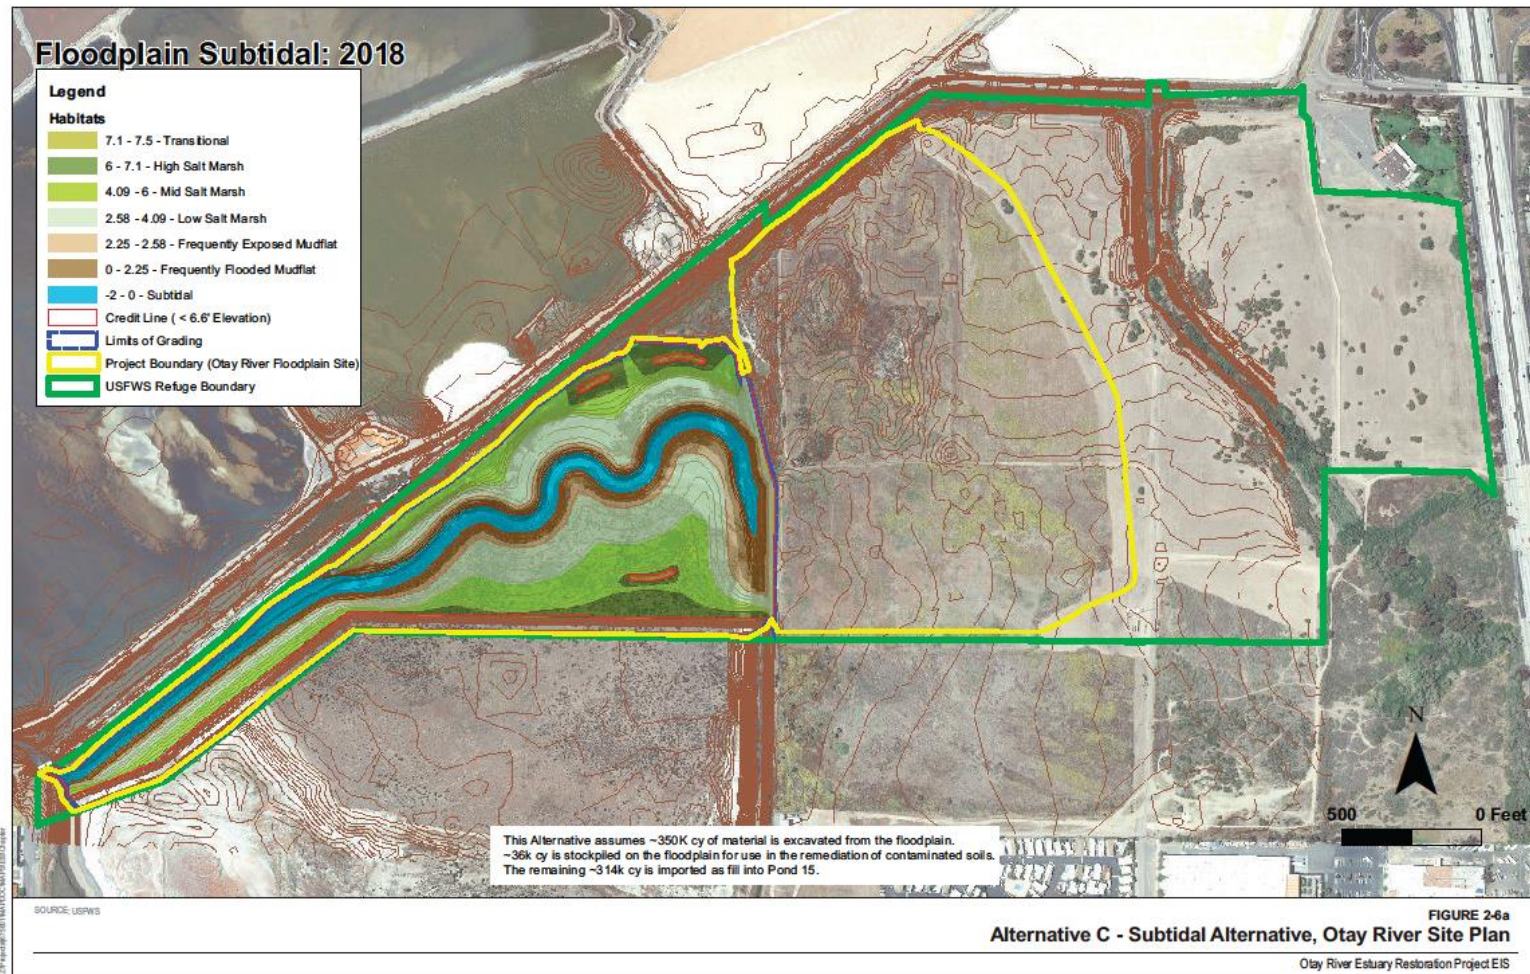 Floodplain Subtidal: 2018
Legend
Habitats
7.1 - 7.5 - Transitional
6 - 7.1 - High Salt Marsh
4.09 - 6 - Mid Salt Marsh
2.58 - 4.09 - Low Salt Marsh
2.25 - 2.58 - Frequently Exposed Mudflat
0 - 2.25 - Frequently Flooded Mudflat
-2 - 0 - Subtidal
Credit Line ( < 6.6' Elevation)
Limits of Grading
Project Boundary (Otay River Floodplain Site)
USFWS Refuge Boundary
N
500 0 Feet
This Alternative assumes ~350K cy of material is excavated from the floodplain.
~36k cy is stockpiled on the floodplain for use in the remediation of contaminated soils.
The remaining ~314k cy is imported as fill into Pond 15.
SOURCE: USFWS
FIGURE 2-6a
Alternative C - Subtidal Alternative, Otay River Site Plan
Otay River Estuary Restoration Project EIS